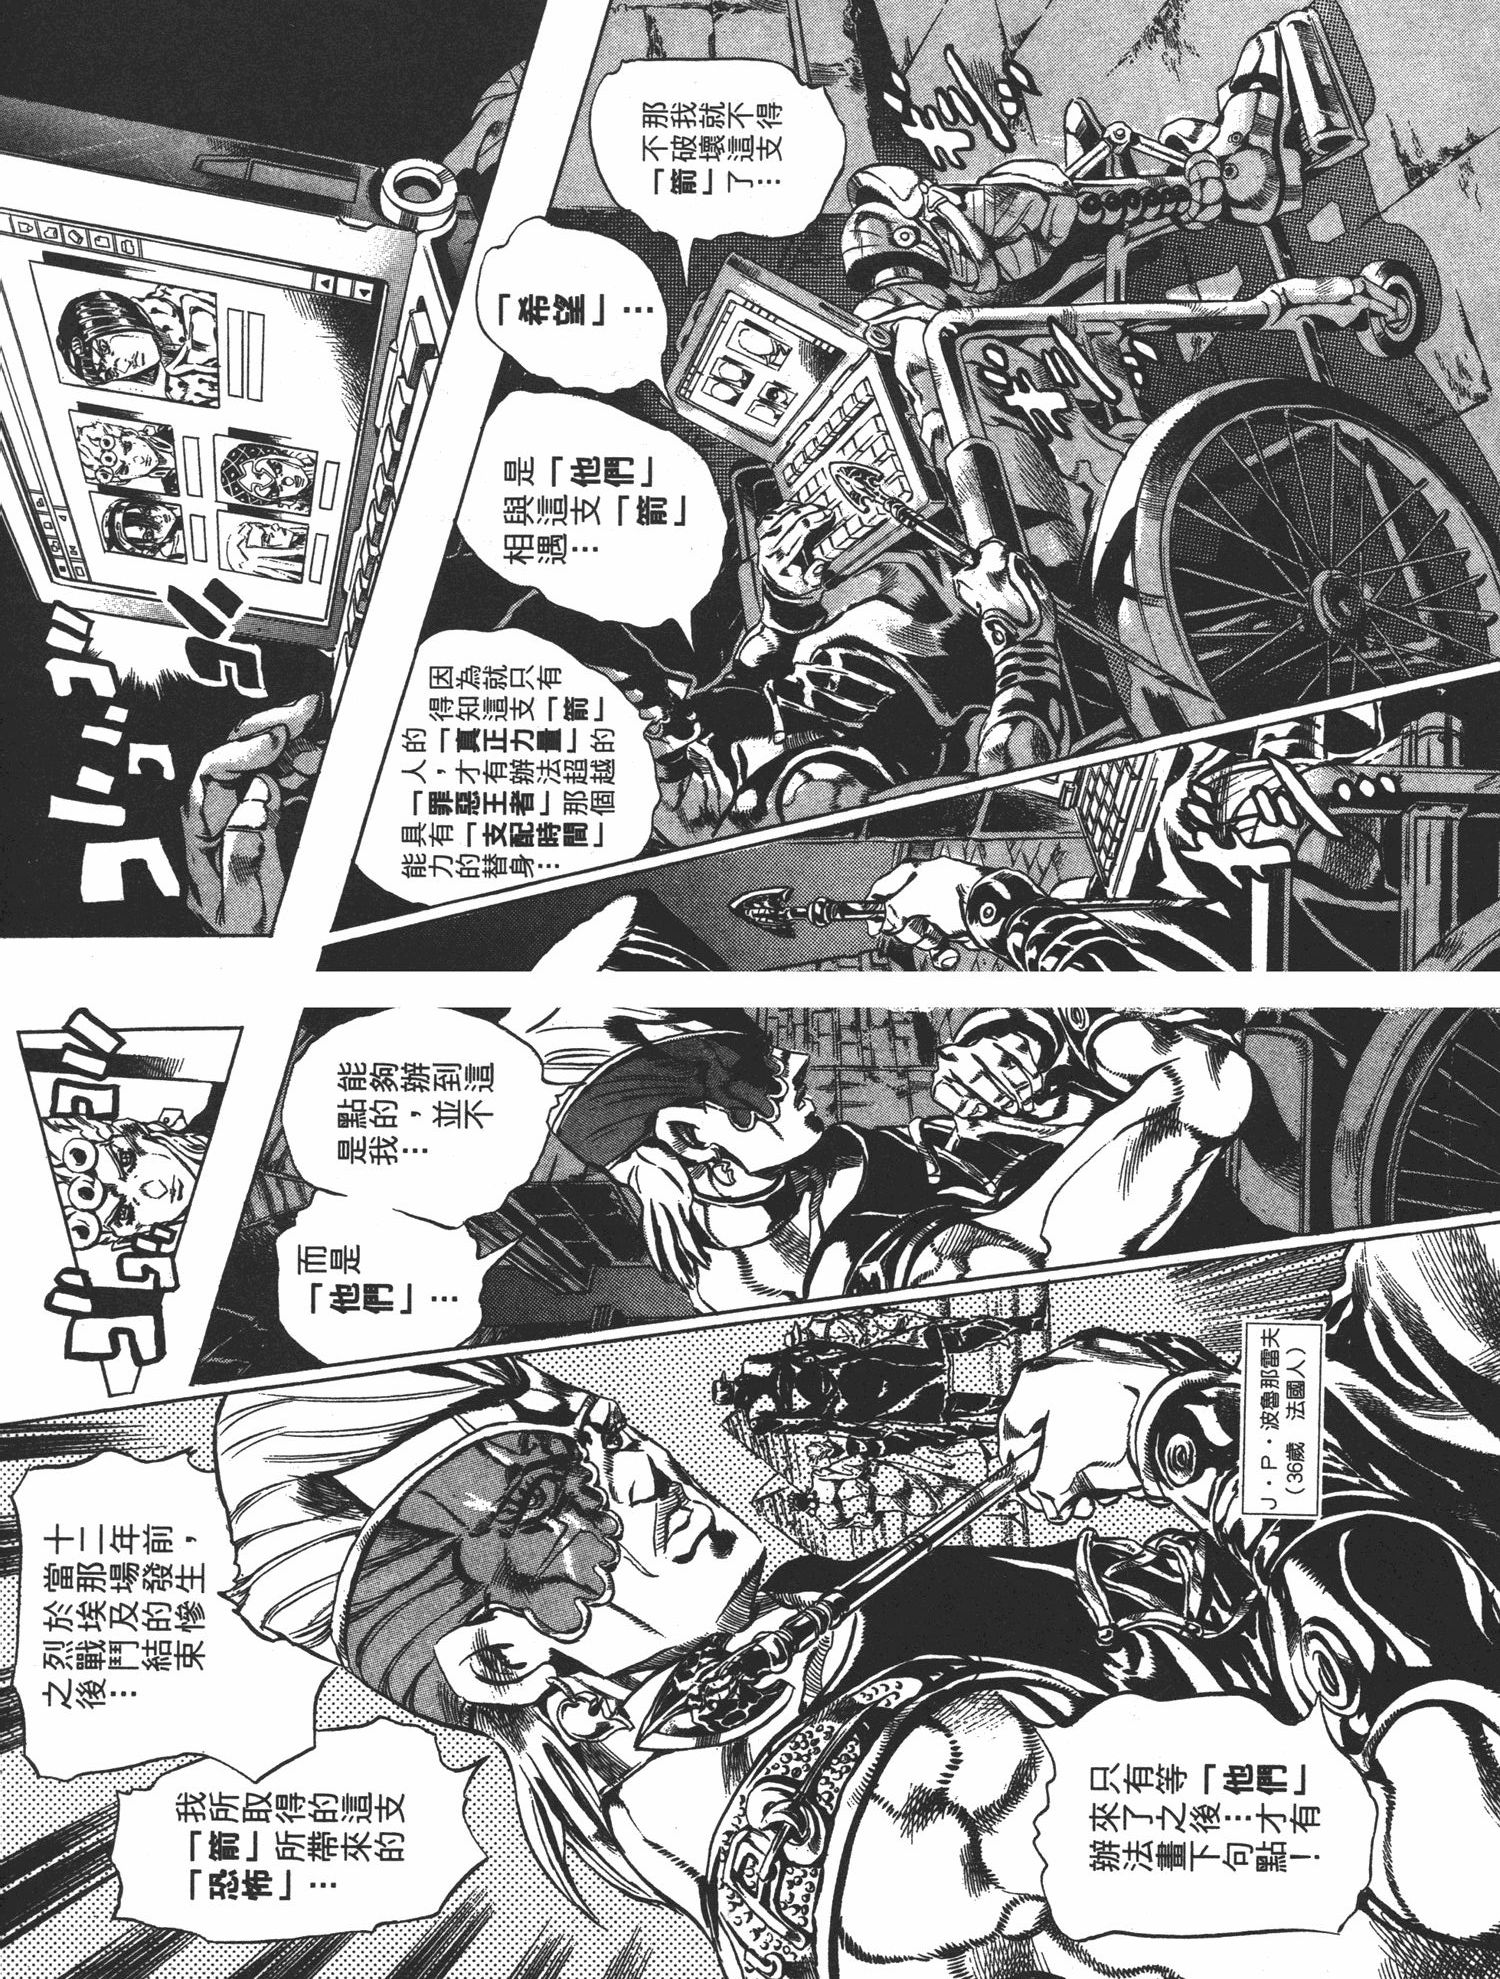 那我就不得
不破壞這支
「箭」了…
「希望」…
是「他們」
與這支「箭」
相遇…
因為就只有
得知這支「箭」
的「真正力量」的
人，才有辦法超越
「罪惡王者」那個
具有「支配時間」
能力的替身…
能夠辦到這
點的，並不
是我…
而是
「他們」…
J・P・波魯那雷夫
（36歲 法國人）
十二年前，
當那場發生
於埃及的慘
烈戰鬥結束
之後…
我所取得的這支
「箭」所帶來的
「恐怖」…
只有等「他們」
來了之後…才有
辦法畫下句點！